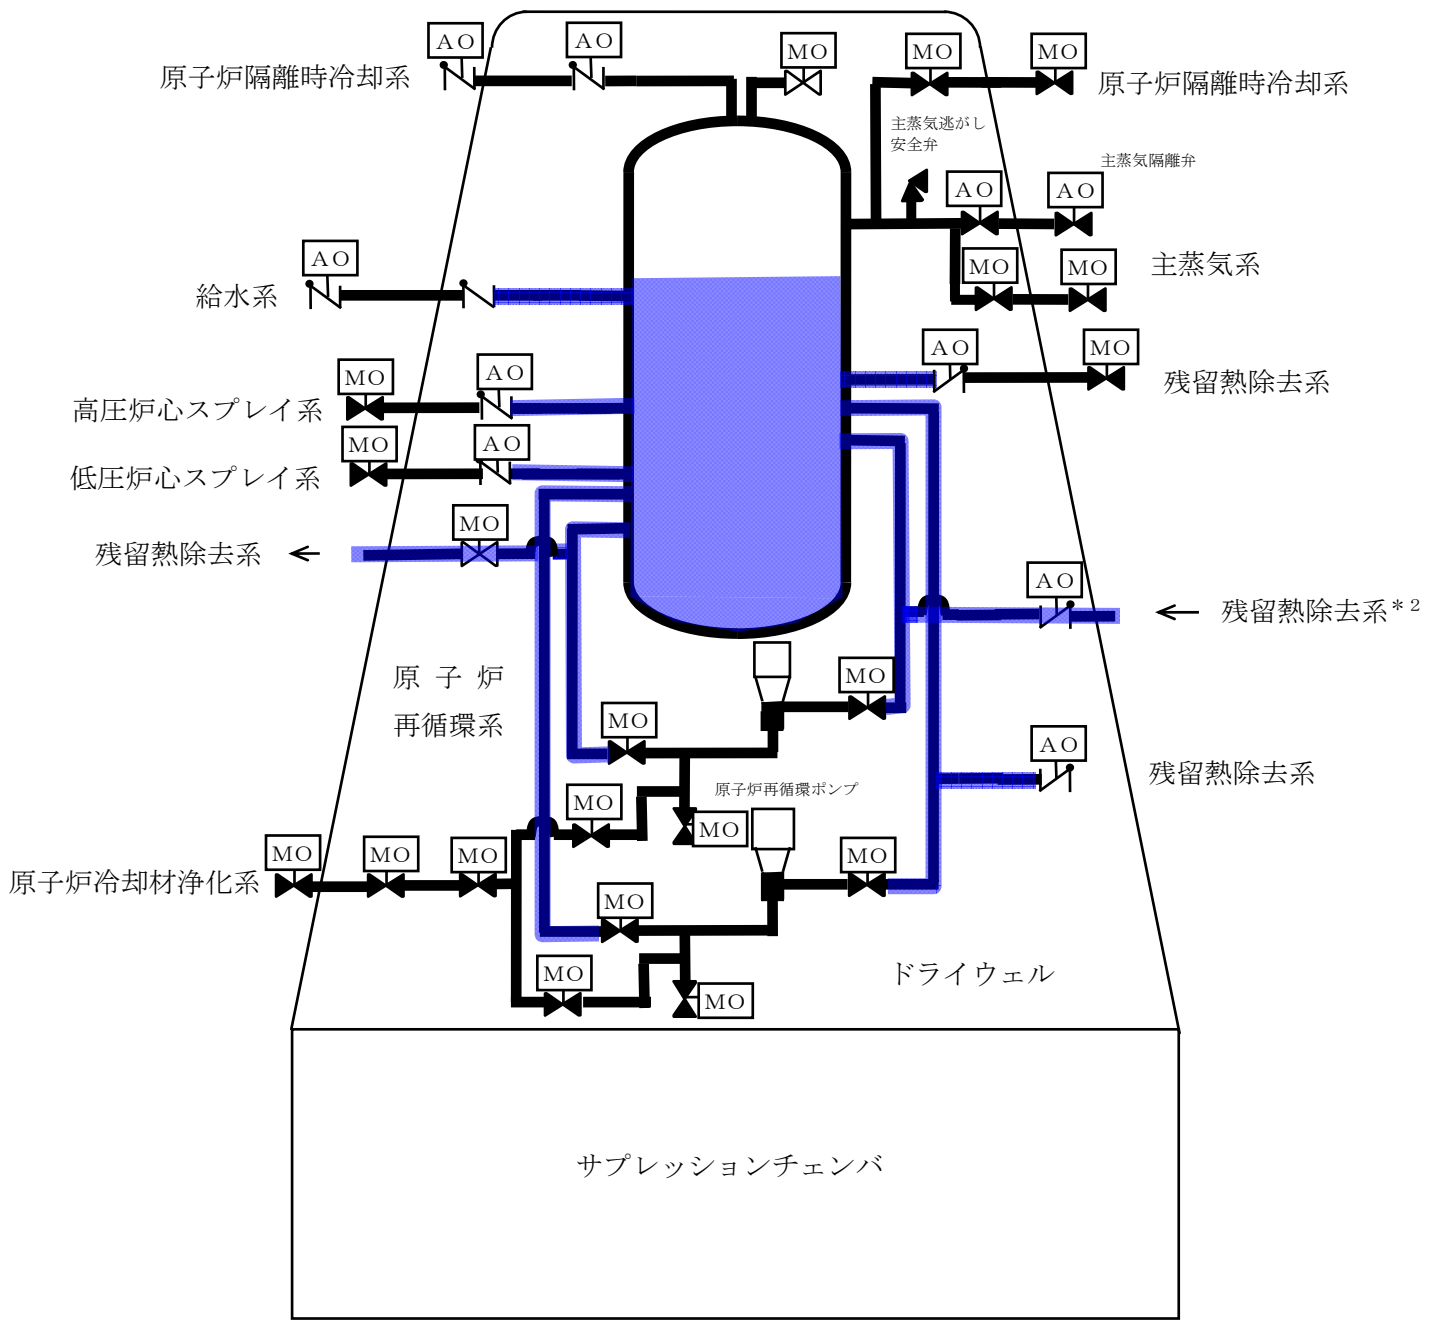 ＡＯ
ＡＯ
ＭＯ
ＭＯ
ＭＯ
原子炉隔離時冷却系
原子炉隔離時冷却系
主蒸気逃がし
安全弁
主蒸気隔離弁
ＡＯ
ＡＯ
ＡＯ
ＭＯ
ＭＯ
主蒸気系
給水系
ＡＯ
ＭＯ
ＭＯ
ＡＯ
残留熱除去系
高圧炉心スプレイ系
ＭＯ
ＡＯ
低圧炉心スプレイ系
ＭＯ
残留熱除去系
ＡＯ
残留熱除去系＊２
ＭＯ
原子炉
再循環系
ＭＯ
ＡＯ
残留熱除去系
原子炉再循環ポンプ
ＭＯ
ＭＯ
ＭＯ
ＭＯ
ＭＯ
ＭＯ
原子炉冷却材浄化系
ＭＯ
ドライウェル
ＭＯ
ＭＯ
サプレッションチェンバ